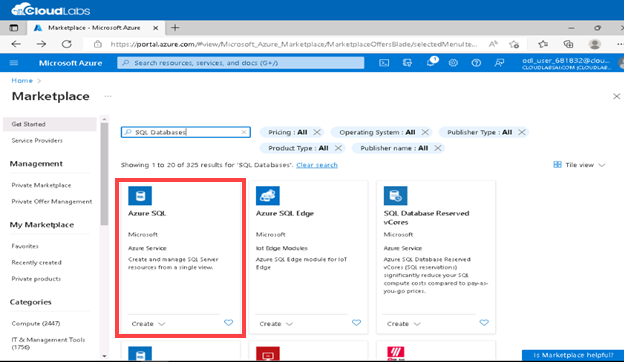 CloudLabs
Marketplace - Microsoft Azure
https://portal.azure.com/#view/Microsoft_Azure_Marketplace/MarketplaceOffersBlade/selectedMenuIte...
Microsoft Azure
Search resources, services, and docs (G+/)
1
odl_user_681832@clou...
CLOUDLABSAI.COM (CLOUDLAB...
Home >
Marketplace ...
Get Started
Service Providers
Management
Private Marketplace
Private Offer Management
My Marketplace
Favorites
Recently created
Private products
Categories
Compute (2447)
IT & Management Tools
(1756)
SQL Databases
Pricing : All
Operating System : All
Publisher Type : All
Product Type : All
Publisher name : All
Showing 1 to 20 of 325 results for 'SQL Databases'. Clear search
Tile view
Azure SQL
Microsoft
Azure Service
Create and manage SQL Server
resources from a single view.
Create
Azure SQL Edge
Microsoft
IoT Edge Modules
Azure SQL Edge module for IoT
Edge
Create
SQL Database Reserved
vCores
Microsoft
Azure Service
Azure SQL Database Reserved
vCores (SQL reservations)
significantly reduce your SQL
compute costs compared to pay-as-
you-go prices.
Create
Is Marketplace helpful?